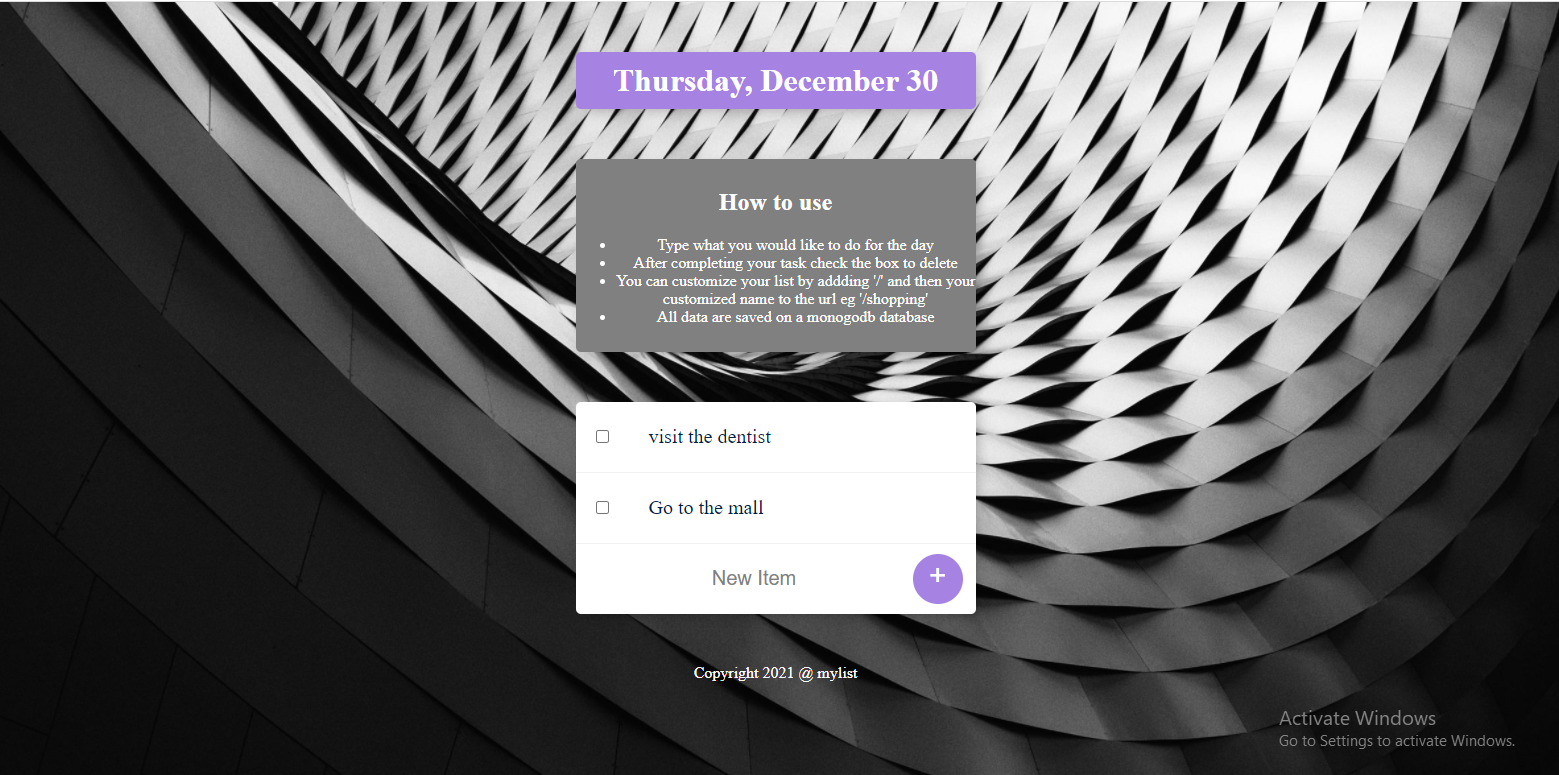 Thursday, December 30
How to use
Type what you would like to do for the day
After completing your task check the box to delete
You can customize your list by addding '/' and then your
customized name to the url eg '/shopping'
All data are saved on a monogodb database
visit the dentist
Go to the mall
New Item +
Copyright 2021 @ mylist
Activate Windows
Go to Settings to activate Windows.